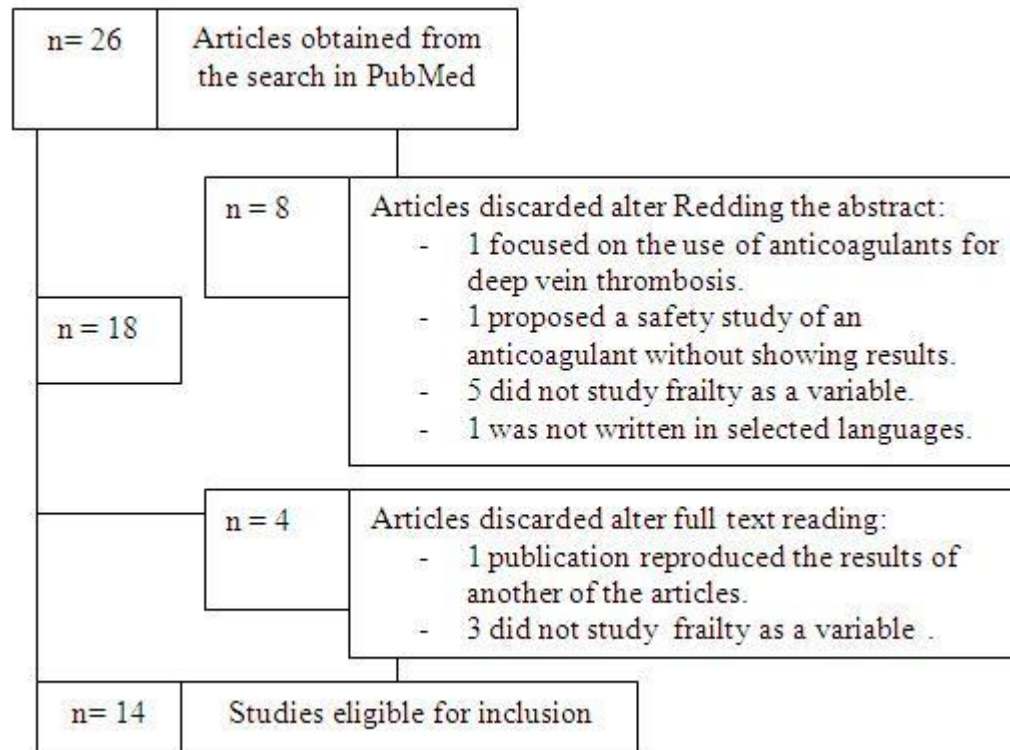 n= 26
Articles obtained from
the search in PubMed
n = 8
Articles discarded alter Redding the abstract:
- 1 focused on the use of anticoagulants for
deep vein thrombosis.
- 1 proposed a safety study of an
anticoagulant without showing results.
- 5 did not study frailty as a variable.
- 1 was not written in selected languages.
n = 18
n = 4
Articles discarded alter full text reading:
- 1 publication reproduced the results of
another of the articles.
- 3 did not study frailty as a variable .
n= 14
Studies eligible for inclusion